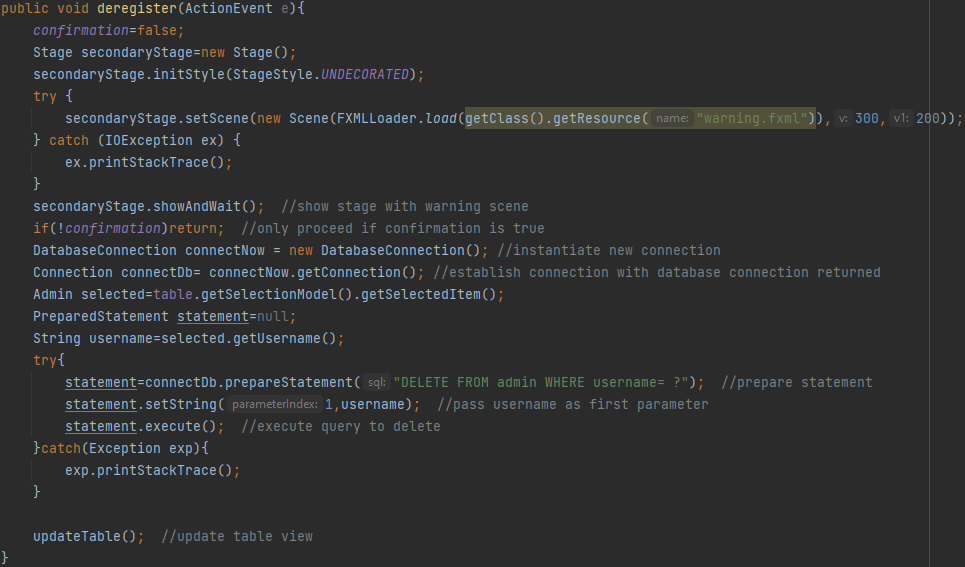 public void deregister(ActionEvent e){
confirmation=false;
Stage secondaryStage=new Stage();
secondaryStage.initStyle(StageStyle.UNDECORATED);
try {
secondaryStage.setScene(new Scene(FXMLLoader.load(getClass().getResource( name: "warning.fxml")), v: 300, v1: 200));
} catch (IOException ex) {
ex.printStackTrace();
}
secondaryStage.showAndWait();  //show stage with warning scene
if(!confirmation)return;  //only proceed if confirmation is true
DatabaseConnection connectNow = new DatabaseConnection(); //instantiate new connection
Connection connectDb= connectNow.getConnection(); //establish connection with database connection returned
Admin selected=table.getSelectionModel().getSelectedItem();
PreparedStatement statement=null;
String username=selected.getUsername();
try{
statement=connectDb.prepareStatement( sql: "DELETE FROM admin WHERE username= ?");  //prepare statement
statement.setString( parameterIndex: 1,username);  //pass username as first parameter
statement.execute();  //execute query to delete
}catch(Exception exp){
exp.printStackTrace();
}
updateTable();  //update table view
}